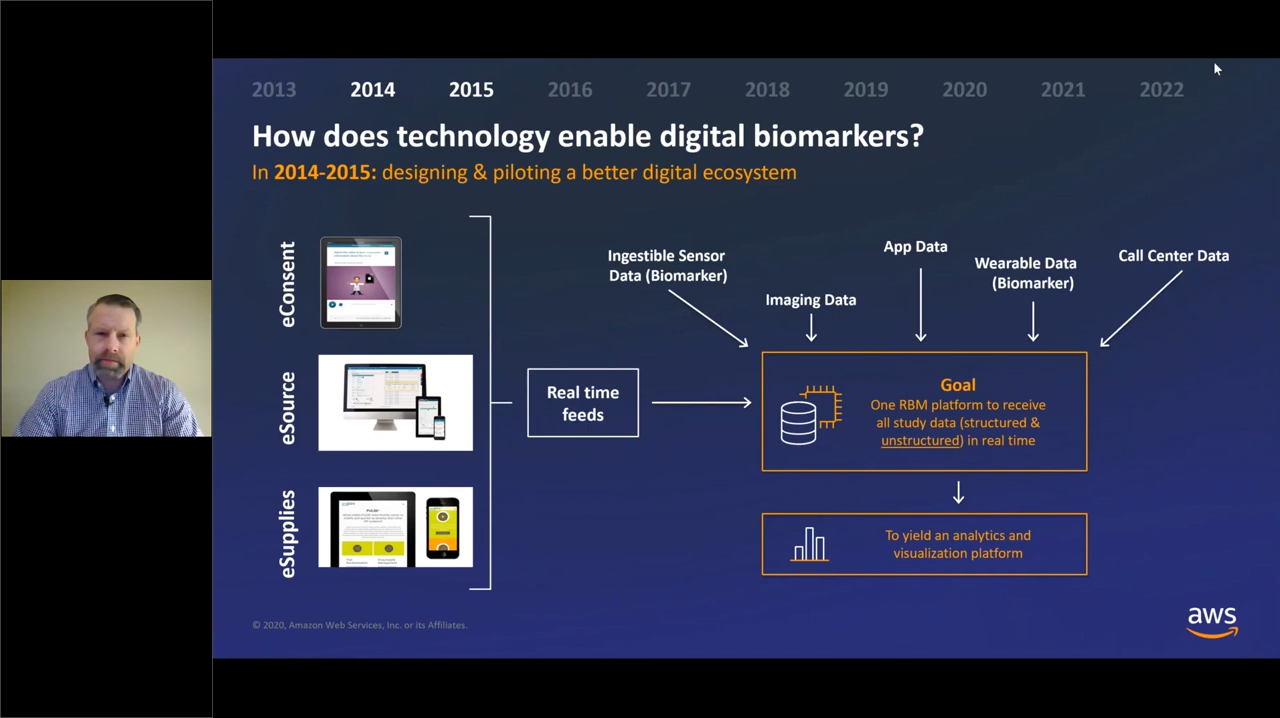 2013 2014 2015 2016 2017 2018 2019 2020 2021 2022
How does technology enable digital biomarkers?
In 2014-2015: designing & piloting a better digital ecosystem
eConsent
eSource
eSupplies
Real time
feeds
Ingestible Sensor
Data (Biomarker)
Imaging Data
App Data
Wearable Data
(Biomarker)
Call Center Data
Goal
One RBM platform to receive
all study data (structured &
unstructured) in real time
To yield an analytics and
visualization platform
© 2020, Amazon Web Services, Inc. or its Affiliates.
aws